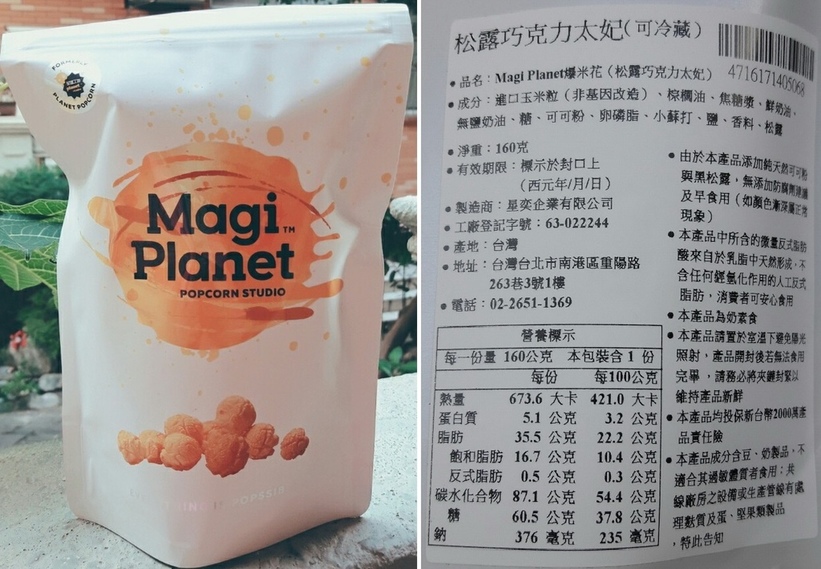 FORMERLY
PLANET POPCORN
Magi™
Planet
POPCORN STUDIO
松露巧克力太妃(可冷藏)
4716171405068
• 品名：Magi Planet爆米花（松露巧克力太妃）
• 成分：進口玉米粒（非基因改造）、棕櫚油、焦糖漿、鮮奶油、
無鹽奶油、糖、可可粉、卵磷脂、小蘇打、鹽、香料、松露
• 淨重：160克
• 有效期限：標示於封口上
（西元年/月/日）
• 製造商：星奕企業有限公司
• 工廠登記字號：63-022244
• 產地：台灣
• 地址：台灣台北市南港區重陽路
263巷3號1樓
• 電話：02-2651-1369
營養標示
每一份量 160公克 本包裝含 1 份
每份 每100公克
熱量 673.6 大卡 421.0 大卡
蛋白質 5.1 公克 3.2 公克
脂肪 35.5 公克 22.2 公克
飽和脂肪 16.7 公克 10.4 公克
反式脂肪 0.5 公克 0.3 公克
碳水化合物 87.1 公克 54.4 公克
糖 60.5 公克 37.8 公克
鈉 376 毫克 235 毫克
• 由於本產品添加純天然可可粉
與黑松露，無添加防腐劑建議
及早食用（如顏色漸深屬正常
現象）
• 本產品中所含的微量反式脂肪
酸來自於乳脂中天然形成，不
含任何經氫化作用的人工反式
脂肪，消費者可安心食用
• 本產品為奶素食
• 本產品請置於室溫下避免陽光
照射，產品開封後若無法食用
完畢，請務必將夾鏈封緊以
維持產品新鮮
• 本產品均投保新台幣2000萬產
品責任險
• 本產品成分含豆、奶製品，不
適合其過敏體質者食用；其
線廠房之設備或生產管線有處
理麩質及蛋、堅果類製品
，特此告知